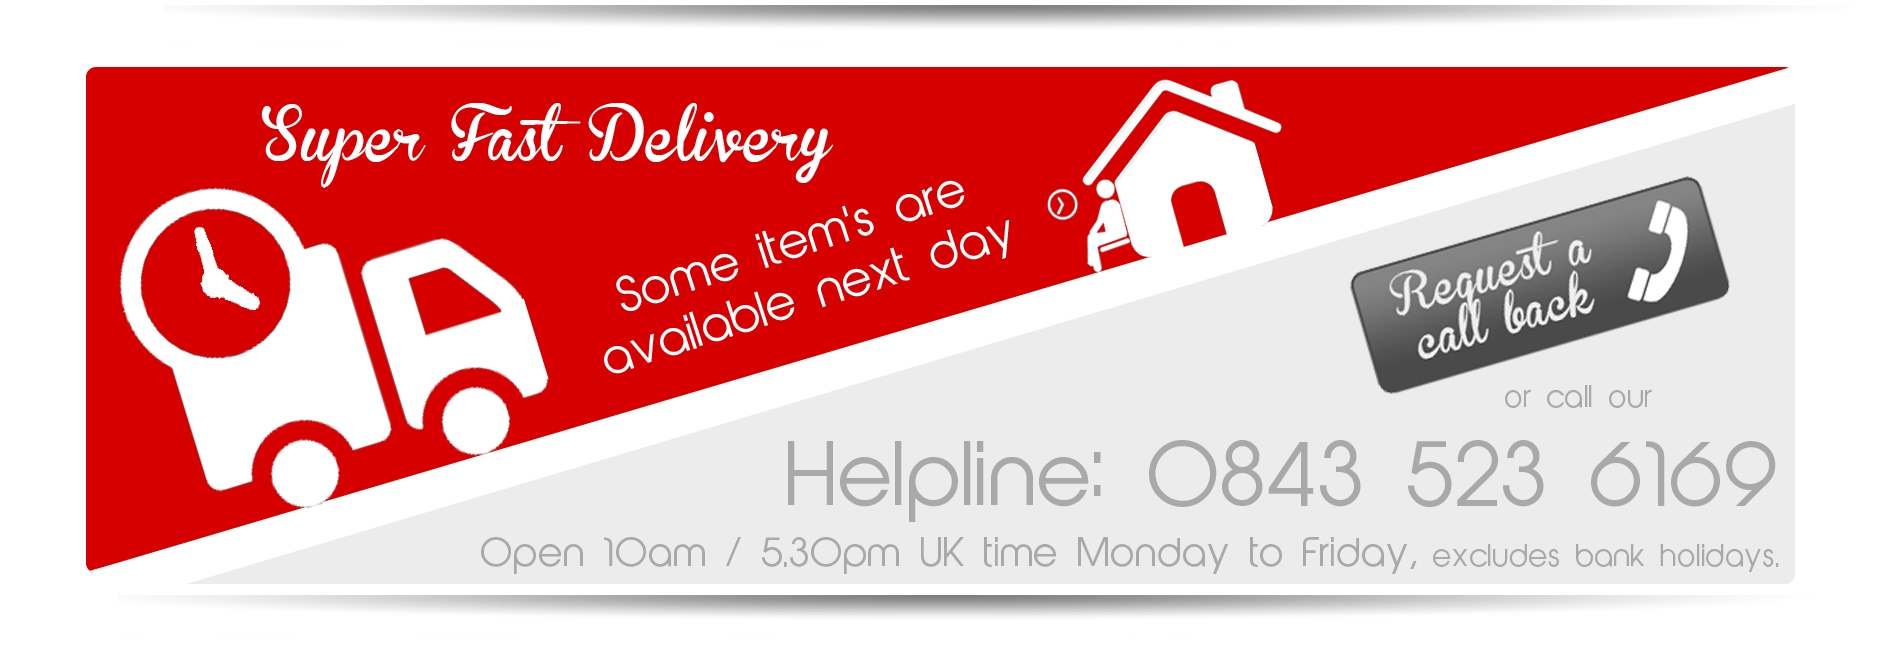 Super Fast Delivery
Some item's are
available next day
Request a
call back
or call our
Helpline: 0843 523 6169
Open 10am / 5.30pm UK time Monday to Friday, excludes bank holidays.